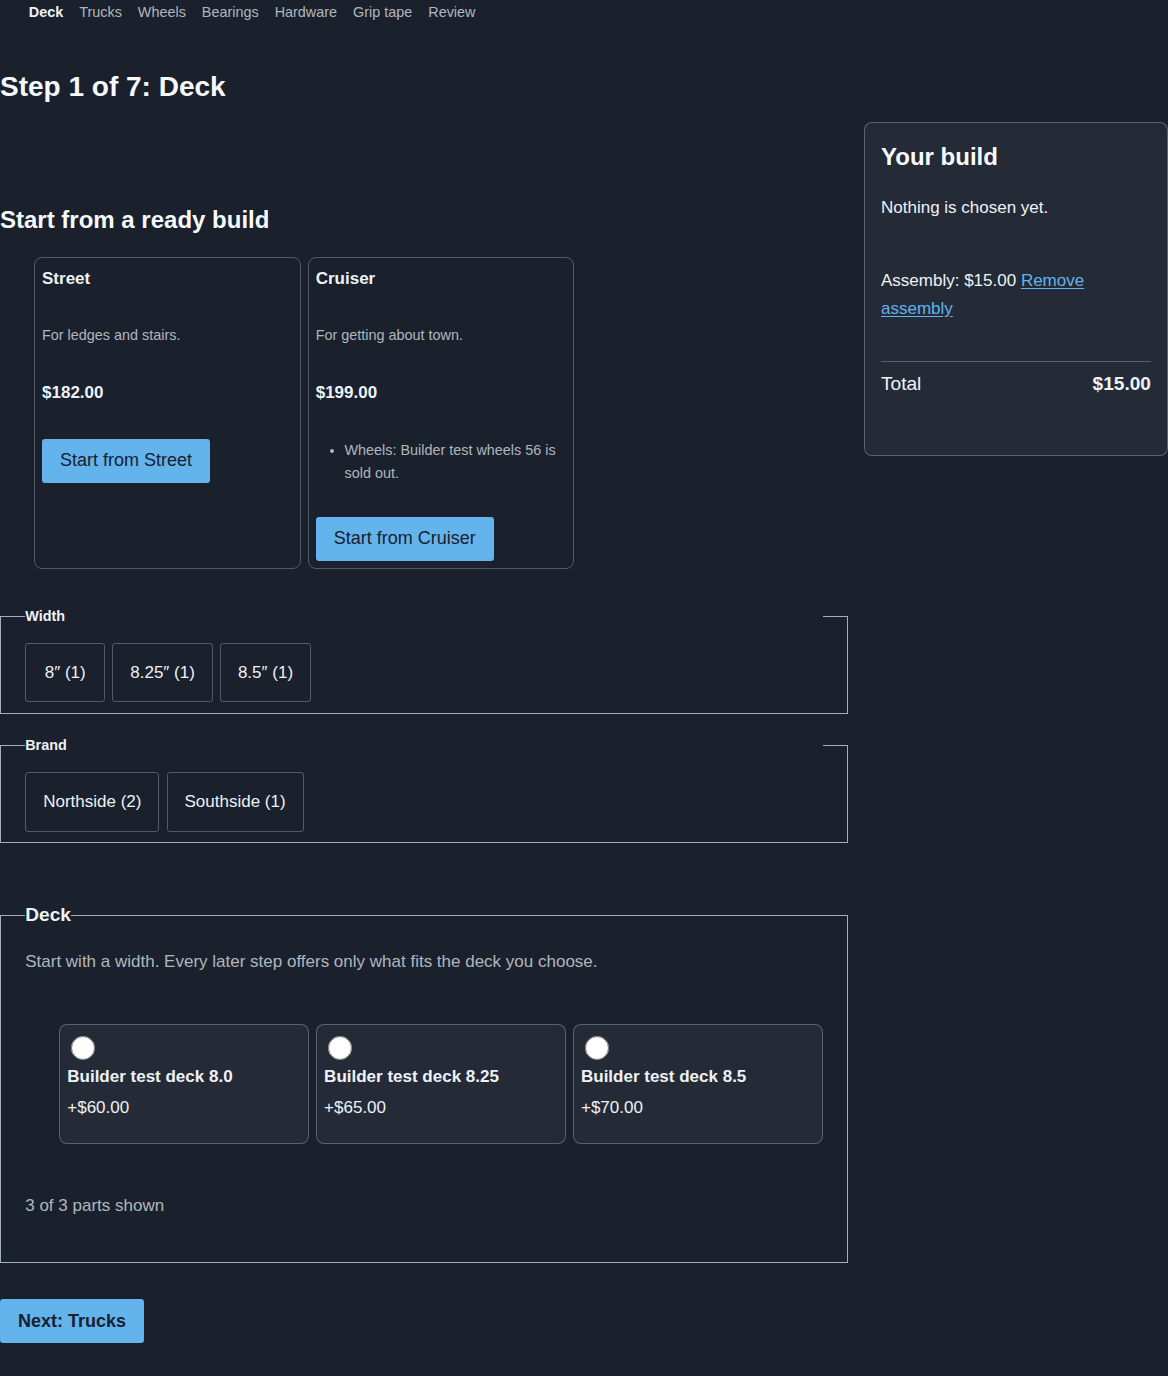 Deck Trucks Wheels Bearings Hardware Grip tape Review
Step 1 of 7: Deck
Start from a ready build
Street
For ledges and stairs.
$182.00
Start from Street
Cruiser
For getting about town.
$199.00
• Wheels: Builder test wheels 56 is
sold out.
Start from Cruiser
Width
8″ (1)
8.25″ (1)
8.5″ (1)
Brand
Northside (2)
Southside (1)
Deck
Start with a width. Every later step offers only what fits the deck you choose.
Builder test deck 8.0
+$60.00
Builder test deck 8.25
+$65.00
Builder test deck 8.5
+$70.00
3 of 3 parts shown
Next: Trucks
Your build
Nothing is chosen yet.
Assembly: $15.00 Remove
assembly
Total $15.00